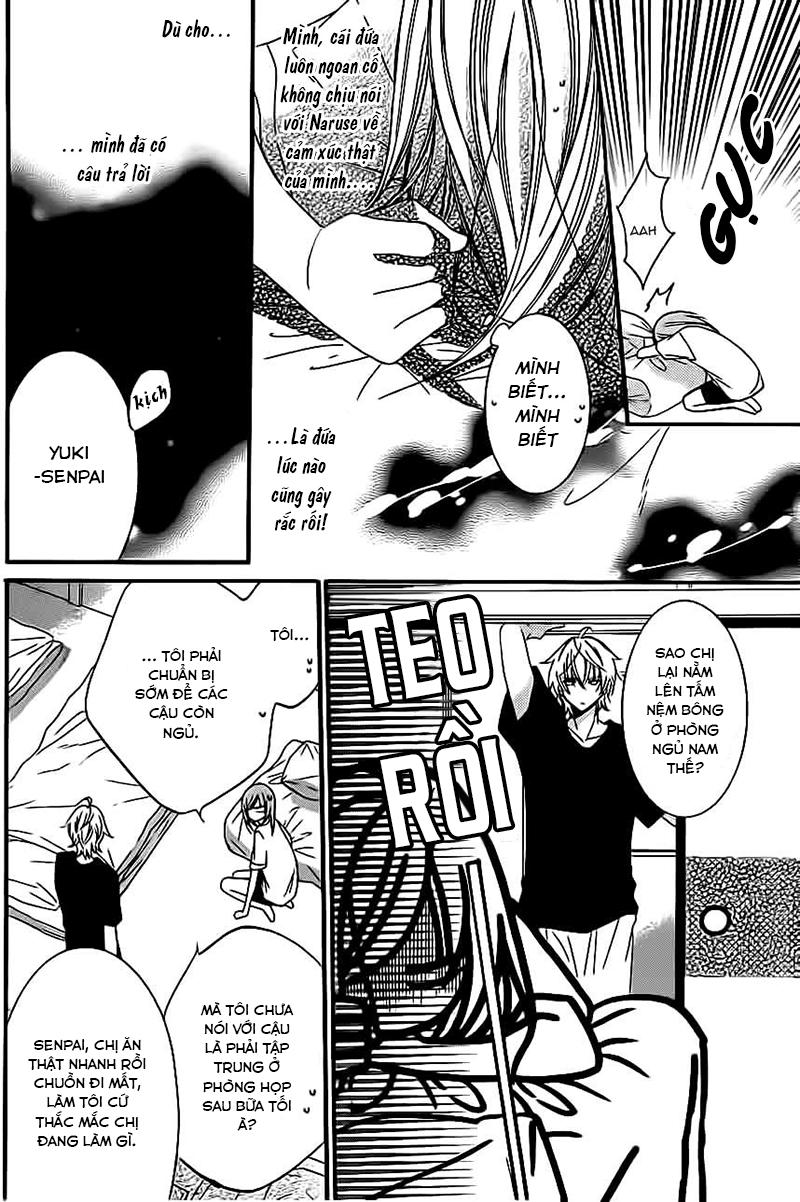 GỤC
AAH
Mình, cái đứa
luôn ngoan cố
không chịu nói
với Naruse về
cảm xúc thật
của mình....
MÌNH
BIẾT...
MÌNH
BIẾT
...Là đứa
lúc nào
cũng gây
rắc rối!
Dù cho...
... mình đã có
câu trả lời
kịch
YUKI
-SENPAI
SAO CHỊ
LẠI NẰM
LÊN TẤM
NỆM BÔNG
Ở PHÒNG
NGỦ NAM
THẾ?
TEO
RỒI
TÔI...
... TÔI PHẢI
CHUẨN BỊ
SỚM ĐỂ CÁC
CẬU CÒN
NGỦ.
MÀ TÔI CHƯA
NÓI VỚI CẬU
LÀ PHẢI TẬP
TRUNG Ở
PHÒNG HỌP
SAU BỮA TỐI
À?
SENPAI, CHỊ ĂN
THẬT NHANH RỒI
CHUỒN ĐI MẤT,
LÀM TÔI CỨ
THẮC MẮC CHỊ
ĐANG LÀM GÌ.